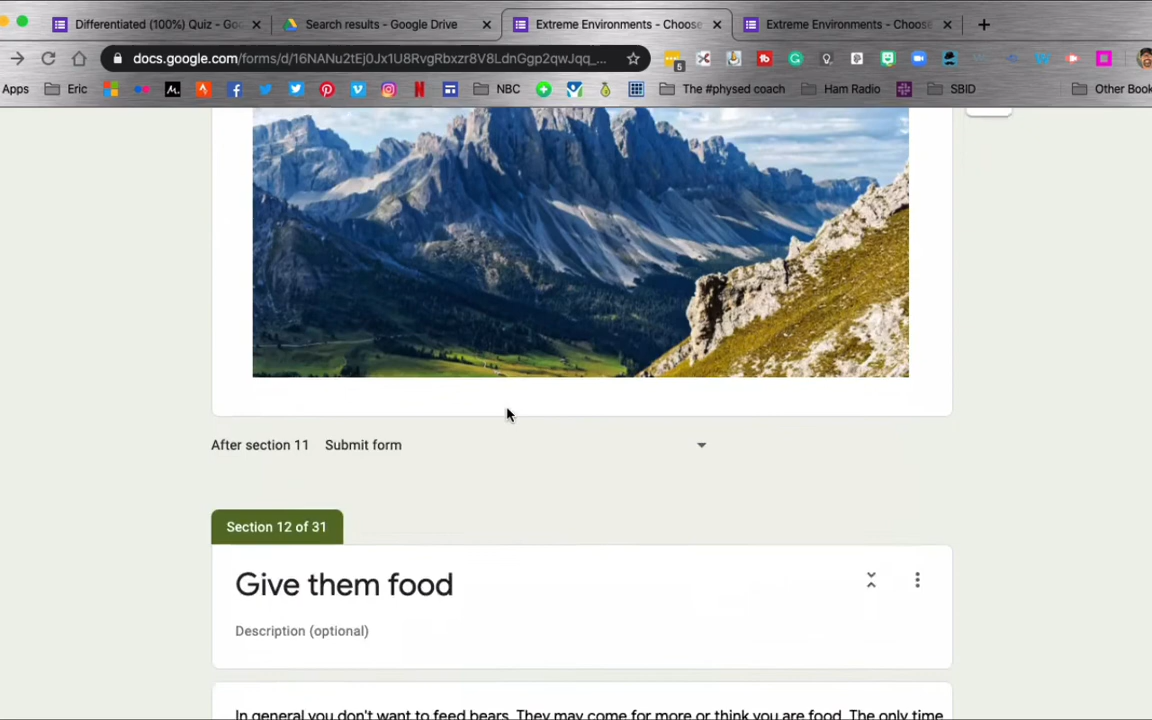 Differentiated (100%) Quiz - Goo
Search results - Google Drive
Extreme Environments - Choose
Extreme Environments - Choose
docs.google.com/forms/d/16NANu2tEj0Jx1U8RvgRbxzr8V8LdnGgp2qwJqq_...
5
Apps
Eric
NBC
The #physed coach
Ham Radio
SBID
Other Book
After section 11 Submit form
Section 12 of 31
Give them food
Description (optional)
In general you don't want to feed bears. They may come for more or think you are food. The only time